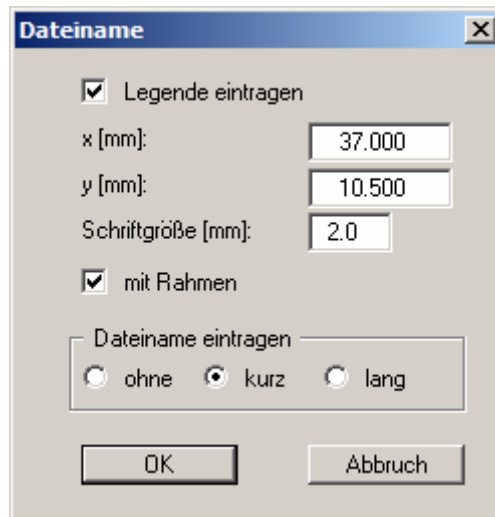 Dateiname
Legende eintragen
x [mm]: 37.000
y [mm]: 10.500
Schriftgröße [mm]: 2.0
mit Rahmen
Dateiname eintragen
ohne kurz lang
OK Abbruch